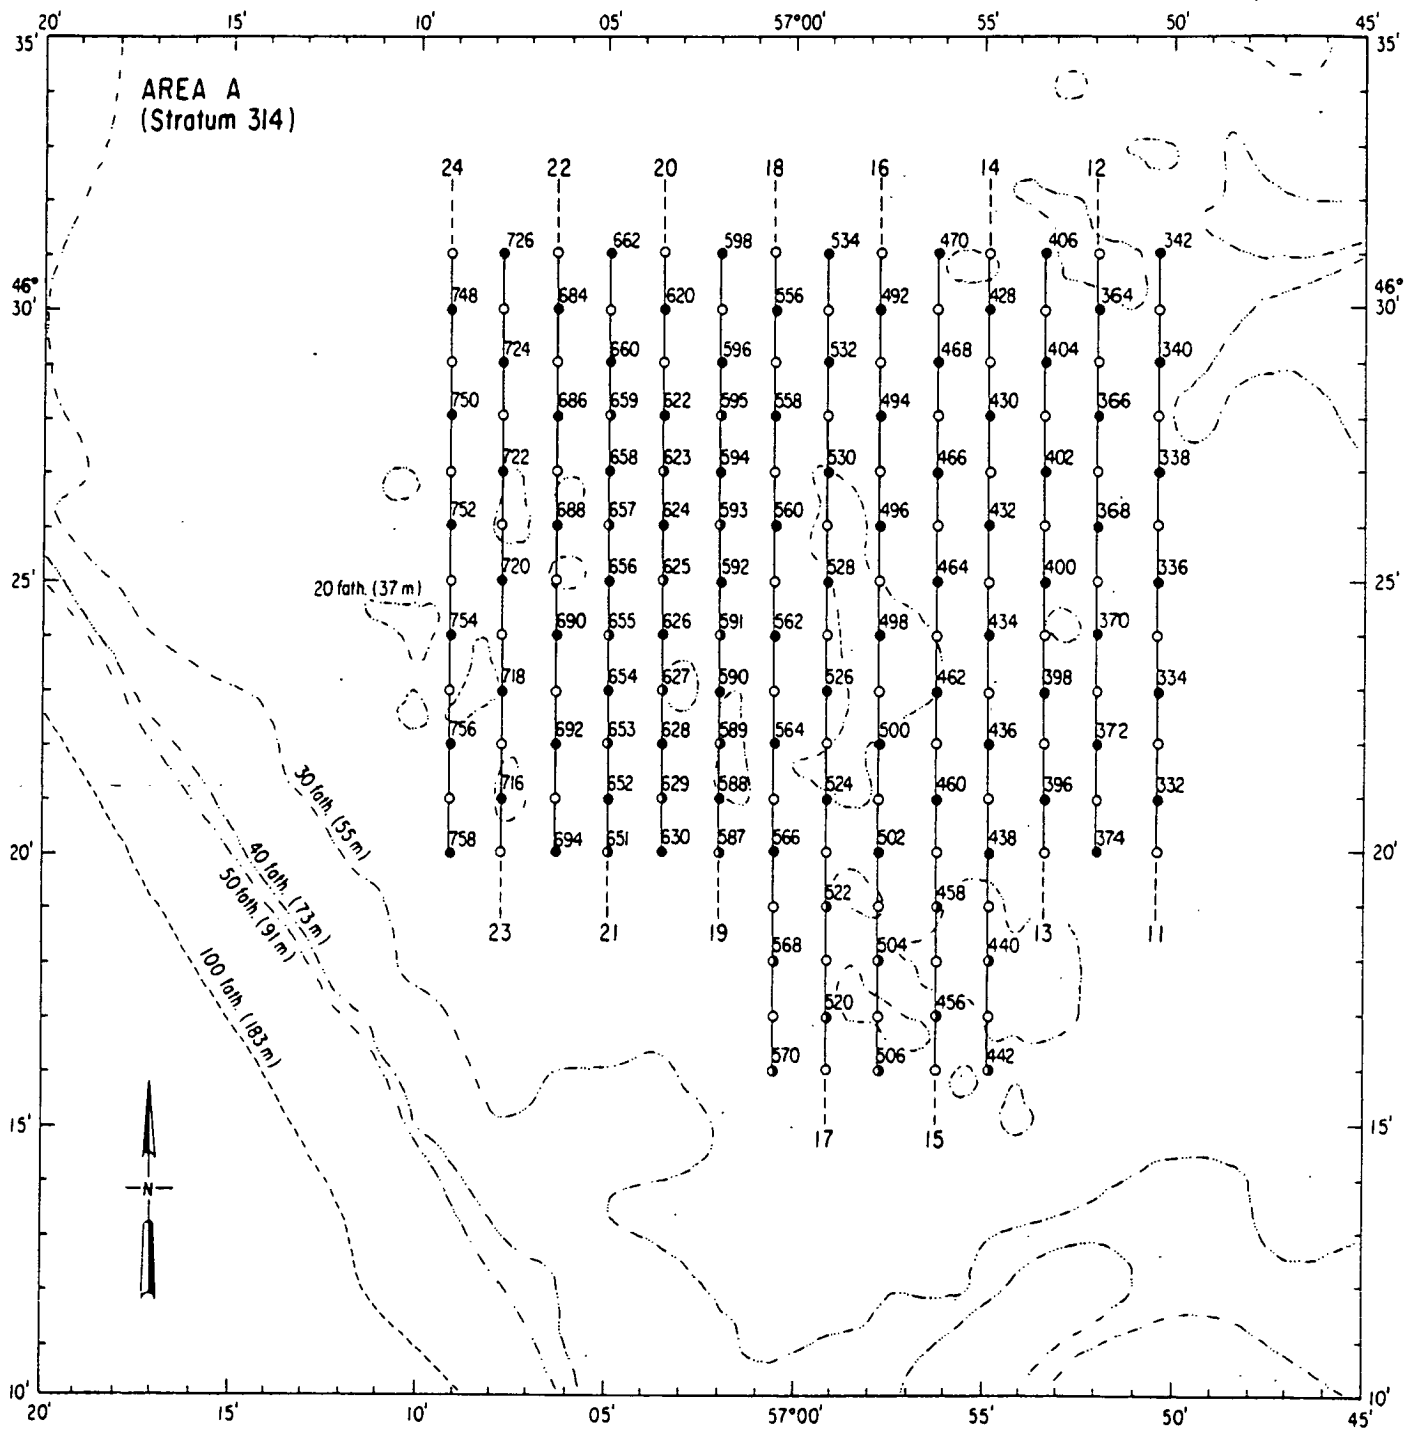 20' 15' 10' 05' 57°00' 55' 50' 45'
35' 35'
AREA A
(Stratum 314)
24 22 20 18 16 14 12
726 662 598 534 470 406 342
46° 46°
30' 30'
748 684 620 556 492 428 364
724 660 596 532 468 404 340
750 686 659 622 595 558 494 430 366
722 658 623 594 530 466 402 338
752 688 657 624 593 560 496 432 368
25' 25'
720 656 625 592 528 464 400 336
20 fath. (37 m)
754 690 655 626 591 562 498 434 370
718 654 627 590 526 462 398 334
756 692 653 628 589 564 500 436 372
716 652 629 588 524 460 396 332
30 fath. (55 m)
20' 20'
758 694 651 630 587 566 502 438 374
40 fath. (73 m)
50 fath. (91 m)
522 458
23 21 19 13 11
568 504 440
100 fath. (183 m)
520 456
570 506 442
15' 15'
17 15
N
10' 10'
20' 15' 10' 05' 57°00' 55' 50' 45'